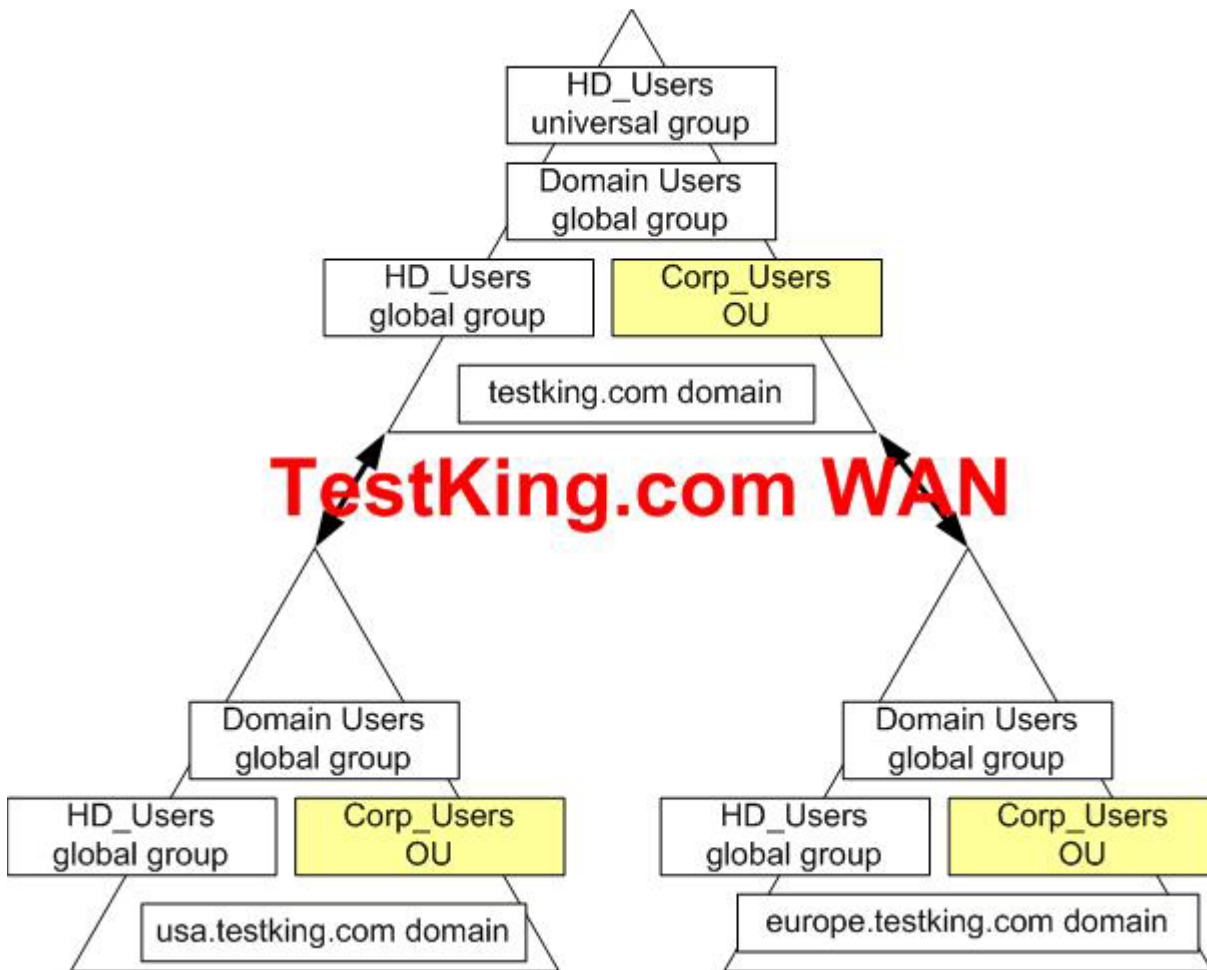 HD_Users
universal group
Domain Users
global group
HD_Users
global group
Corp_Users
OU
testking.com domain
TestKing.com WAN
Domain Users
global group
HD_Users
global group
Corp_Users
OU
usa.testking.com domain
Domain Users
global group
HD_Users
global group
Corp_Users
OU
europe.testking.com domain